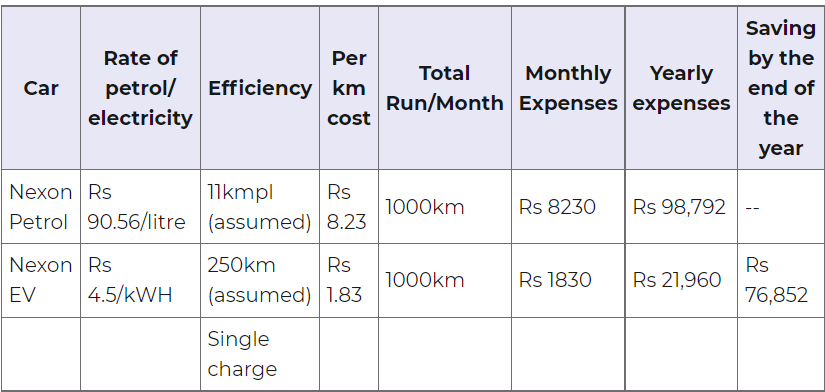 Car
Rate of
petrol/
electricity
Efficiency
Per
km
cost
Total
Run/Month
Monthly
Expenses
Yearly
expenses
Saving
by the
end of
the
year
Nexon
Petrol
Rs
90.56/litre
11kmpl
(assumed)
Rs
8.23
1000km
Rs 8230
Rs 98,792
--
Nexon
EV
Rs
4.5/kWH
250km
(assumed)
Rs
1.83
1000km
Rs 1830
Rs 21,960
Rs
76,852
Single
charge